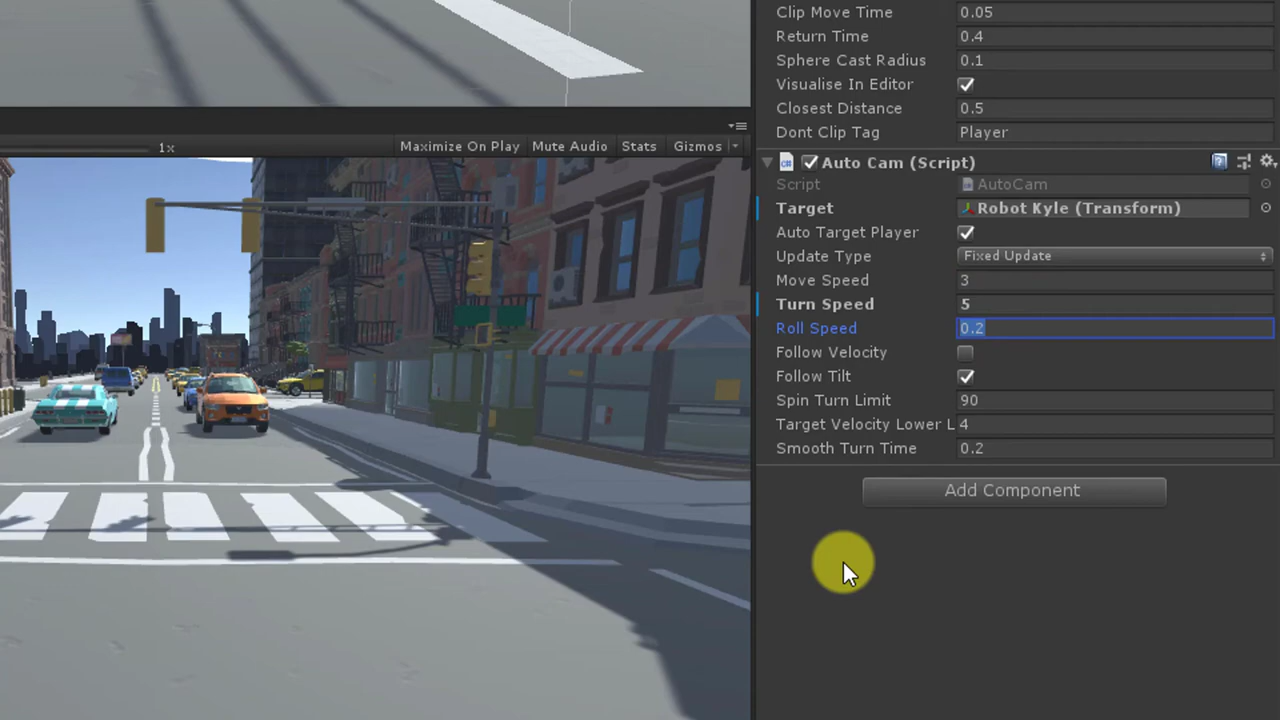 Clip Move Time 0.05
Return Time 0.4
Sphere Cast Radius 0.1
Visualise In Editor
Closest Distance 0.5
Dont Clip Tag Player
1x Maximize On Play Mute Audio Stats Gizmos
Auto Cam (Script)
Script AutoCam
Target Robot Kyle (Transform)
Auto Target Player
Update Type Fixed Update
Move Speed 3
Turn Speed 5
Roll Speed 0.2
Follow Velocity
Follow Tilt
Spin Turn Limit 90
Target Velocity Lower L 4
Smooth Turn Time 0.2
Add Component